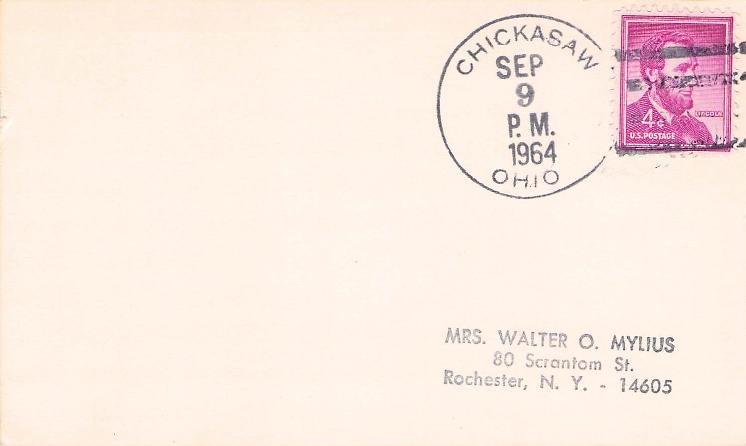 CHICKASAW
SEP
9
P. M.
1964
OHIO
4¢
LINCOLN
U.S. POSTAGE
MRS. WALTER O. MYLIUS
80 Scrantom St.
Rochester, N. Y. - 14605